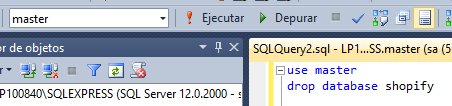 master
Ejecutar
Depurar
or de objetos
SQLQuery2.sql - LP1...SS.master (sa (5
P100840\SQLEXPRESS (SQL Server 12.0.2000 - s
use master
drop database shopify